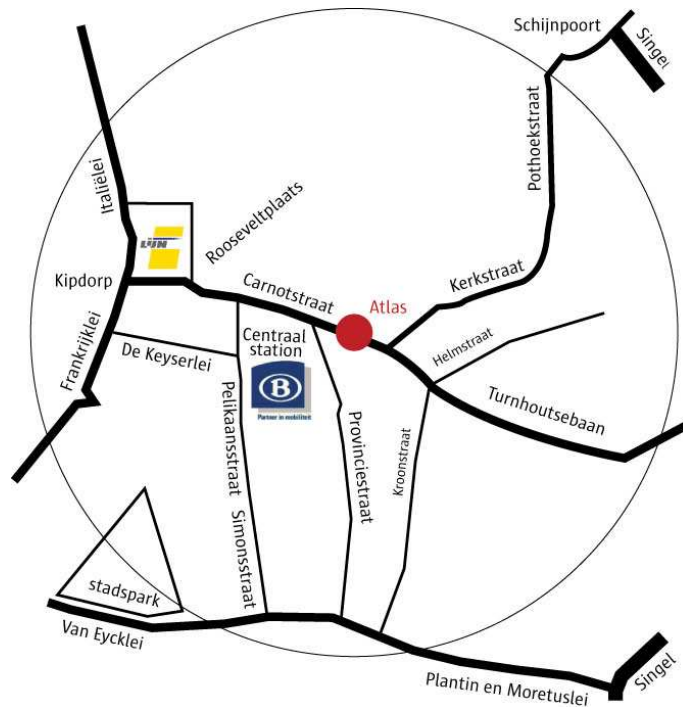 Schijnpoort
Singel
Pothoekstraat
Italiëlei
Rooseveltplaats
LIJN
Kipdorp
Carnotstraat
Kerkstraat
Atlas
Frankrijklei
De Keyserlei
Centraal
station
B
Partner in mobiliteit
Helmstraat
Turnhoutsebaan
Pelikaansstraat
Provinciestraat
Kroonstraat
Simonsstraat
stadspark
Van Eycklei
Plantin en Moretuslei
Singel